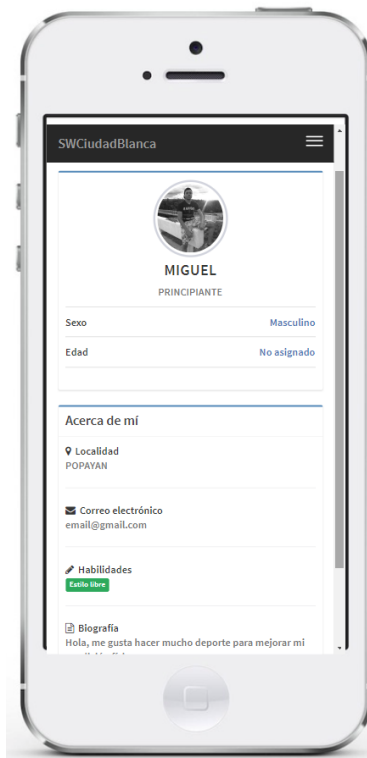 SWCiudadBlanca
MIGUEL
PRINCIPIANTE
Sexo Masculino
Edad No asignado
Acerca de mí
Localidad
POPAYAN
Correo electrónico
email@gmail.com
Habilidades
Estilo libre
Biografía
Hola, me gusta hacer mucho deporte para mejorar mi